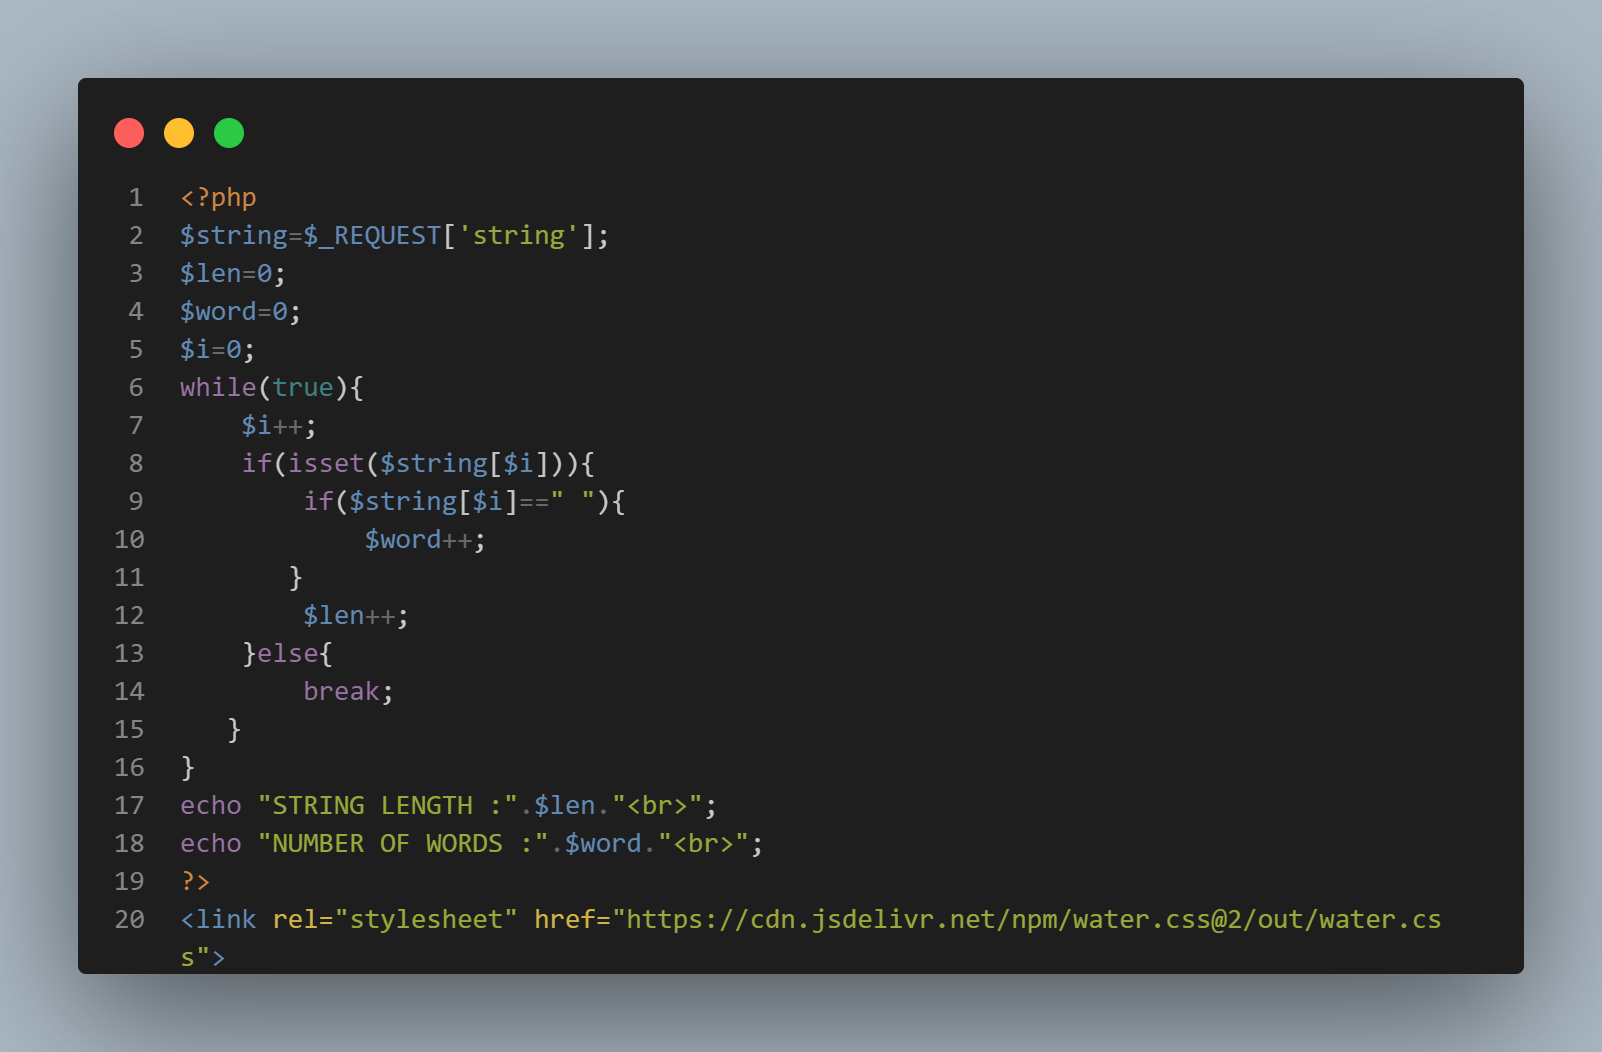 1 <?php
2 $string=$_REQUEST['string'];
3 $len=0;
4 $word=0;
5 $i=0;
6 while(true){
7     $i++;
8     if(isset($string[$i])){
9         if($string[$i]==" "){
10             $word++;
11        }
12         $len++;
13     }else{
14         break;
15    }
16 }
17 echo "STRING LENGTH :".$len."<br>";
18 echo "NUMBER OF WORDS :".$word."<br>";
19 ?>
20 <link rel="stylesheet" href="https://cdn.jsdelivr.net/npm/water.css@2/out/water.cs
s">